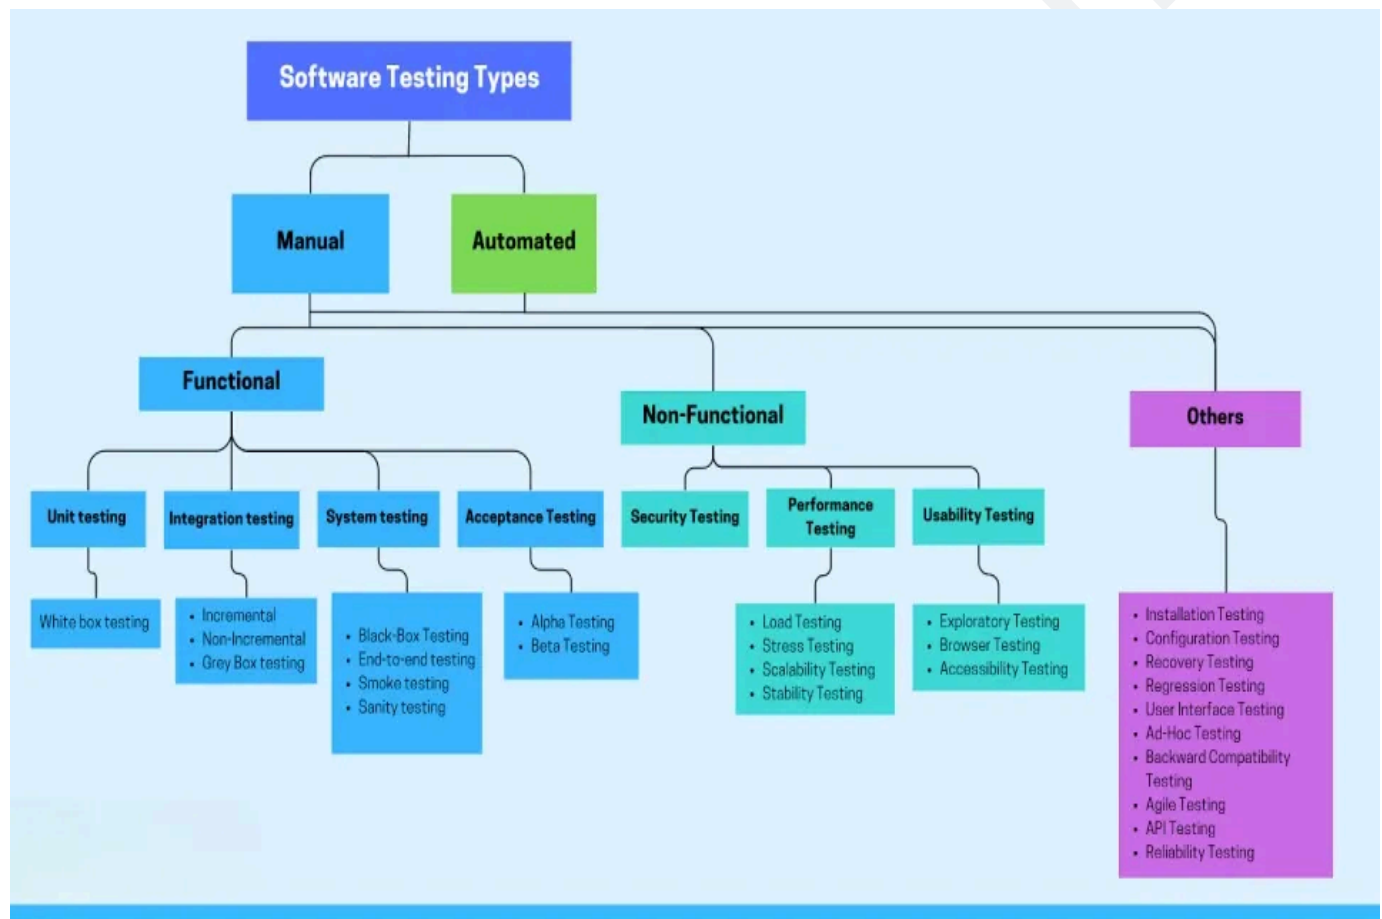 Software Testing Types
Manual
Automated
Functional
Non-Functional
Others
Unit testing
Integration testing
System testing
Acceptance Testing
Security Testing
Performance
Testing
Usability Testing
White box testing
• Incremental
• Non-Incremental
• Grey Box testing
• Black-Box Testing
• End-to-end testing
• Smoke testing
• Sanity testing
• Alpha Testing
• Beta Testing
• Load Testing
• Stress Testing
• Scalability Testing
• Stability Testing
• Exploratory Testing
• Browser Testing
• Accessibility Testing
• Installation Testing
• Configuration Testing
• Recovery Testing
• Regression Testing
• User Interface Testing
• Ad-Hoc Testing
• Backward Compatibility
Testing
• Agile Testing
• API Testing
• Reliability Testing